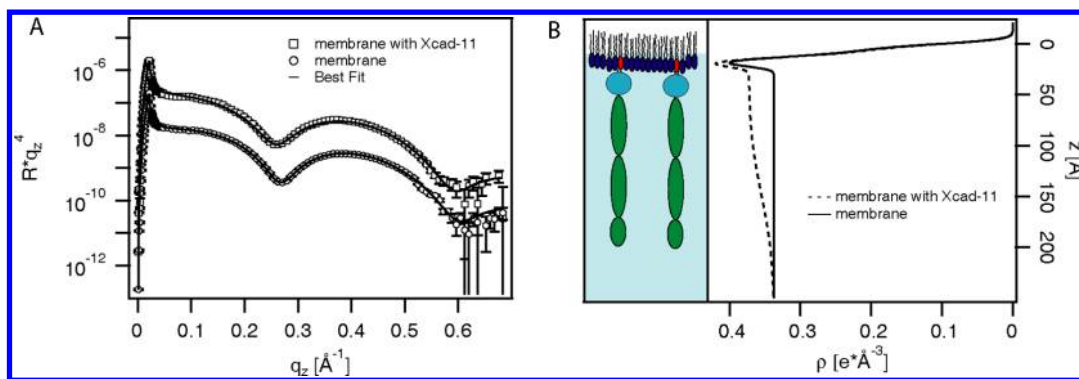 A
membrane with Xcad-11
membrane
Best Fit
R*qz^4
10^-6
10^-8
10^-10
10^-12
0 0.1 0.2 0.3 0.4 0.5 0.6
qz [Å^-1]
B
0
50
100
150
200
z [Å]
membrane with Xcad-11
membrane
0.4 0.3 0.2 0.1 0
ρ [e*Å^-3]